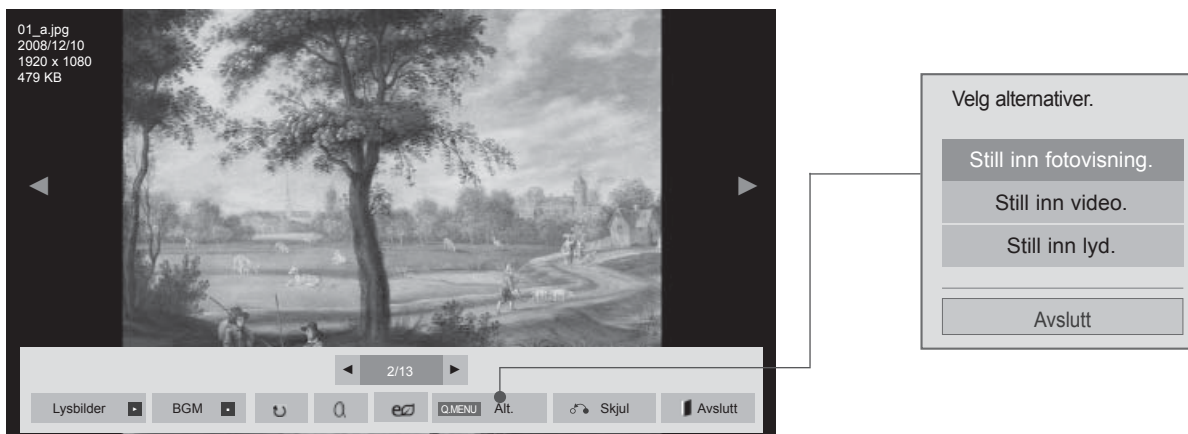 01_a.jpg
2008/12/10
1920 x 1080
479 KB
2/13
Lysbilder
BGM
Q.MENU Alt.
Skjul
Avslutt
Velg alternativer.
Still inn fotovisning.
Still inn video.
Still inn lyd.
Avslutt